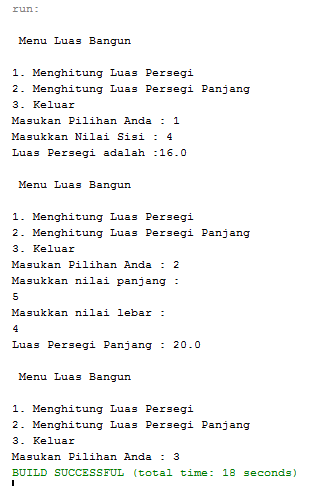 run:
Menu Luas Bangun
1. Menghitung Luas Persegi
2. Menghitung Luas Persegi Panjang
3. Keluar
Masukan Pilihan Anda : 1
Masukkan Nilai Sisi : 4
Luas Persegi adalah :16.0
Menu Luas Bangun
1. Menghitung Luas Persegi
2. Menghitung Luas Persegi Panjang
3. Keluar
Masukan Pilihan Anda : 2
Masukkan nilai panjang :
5
Masukkan nilai lebar :
4
Luas Persegi Panjang : 20.0
Menu Luas Bangun
1. Menghitung Luas Persegi
2. Menghitung Luas Persegi Panjang
3. Keluar
Masukan Pilihan Anda : 3
BUILD SUCCESSFUL (total time: 18 seconds)